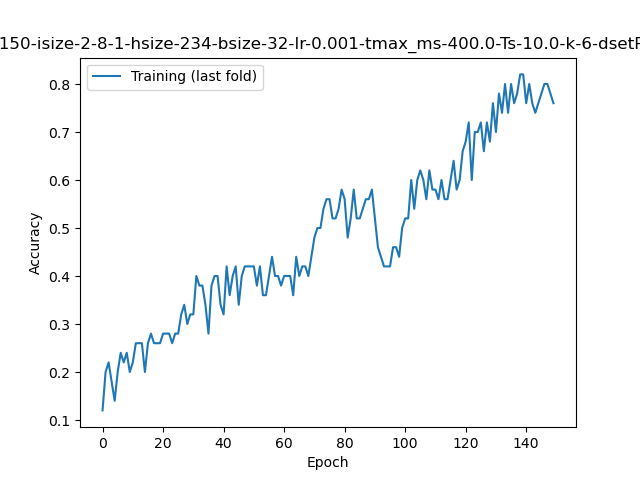 150-isize-2-8-1-hsize-234-bsize-32-lr-0.001-tmax_ms-400.0-Ts-10.0-k-6-dset
Training (last fold)
0.8
0.7
0.6
0.5
0.4
0.3
0.2
0.1
Accuracy
0 20 40 60 80 100 120 140
Epoch